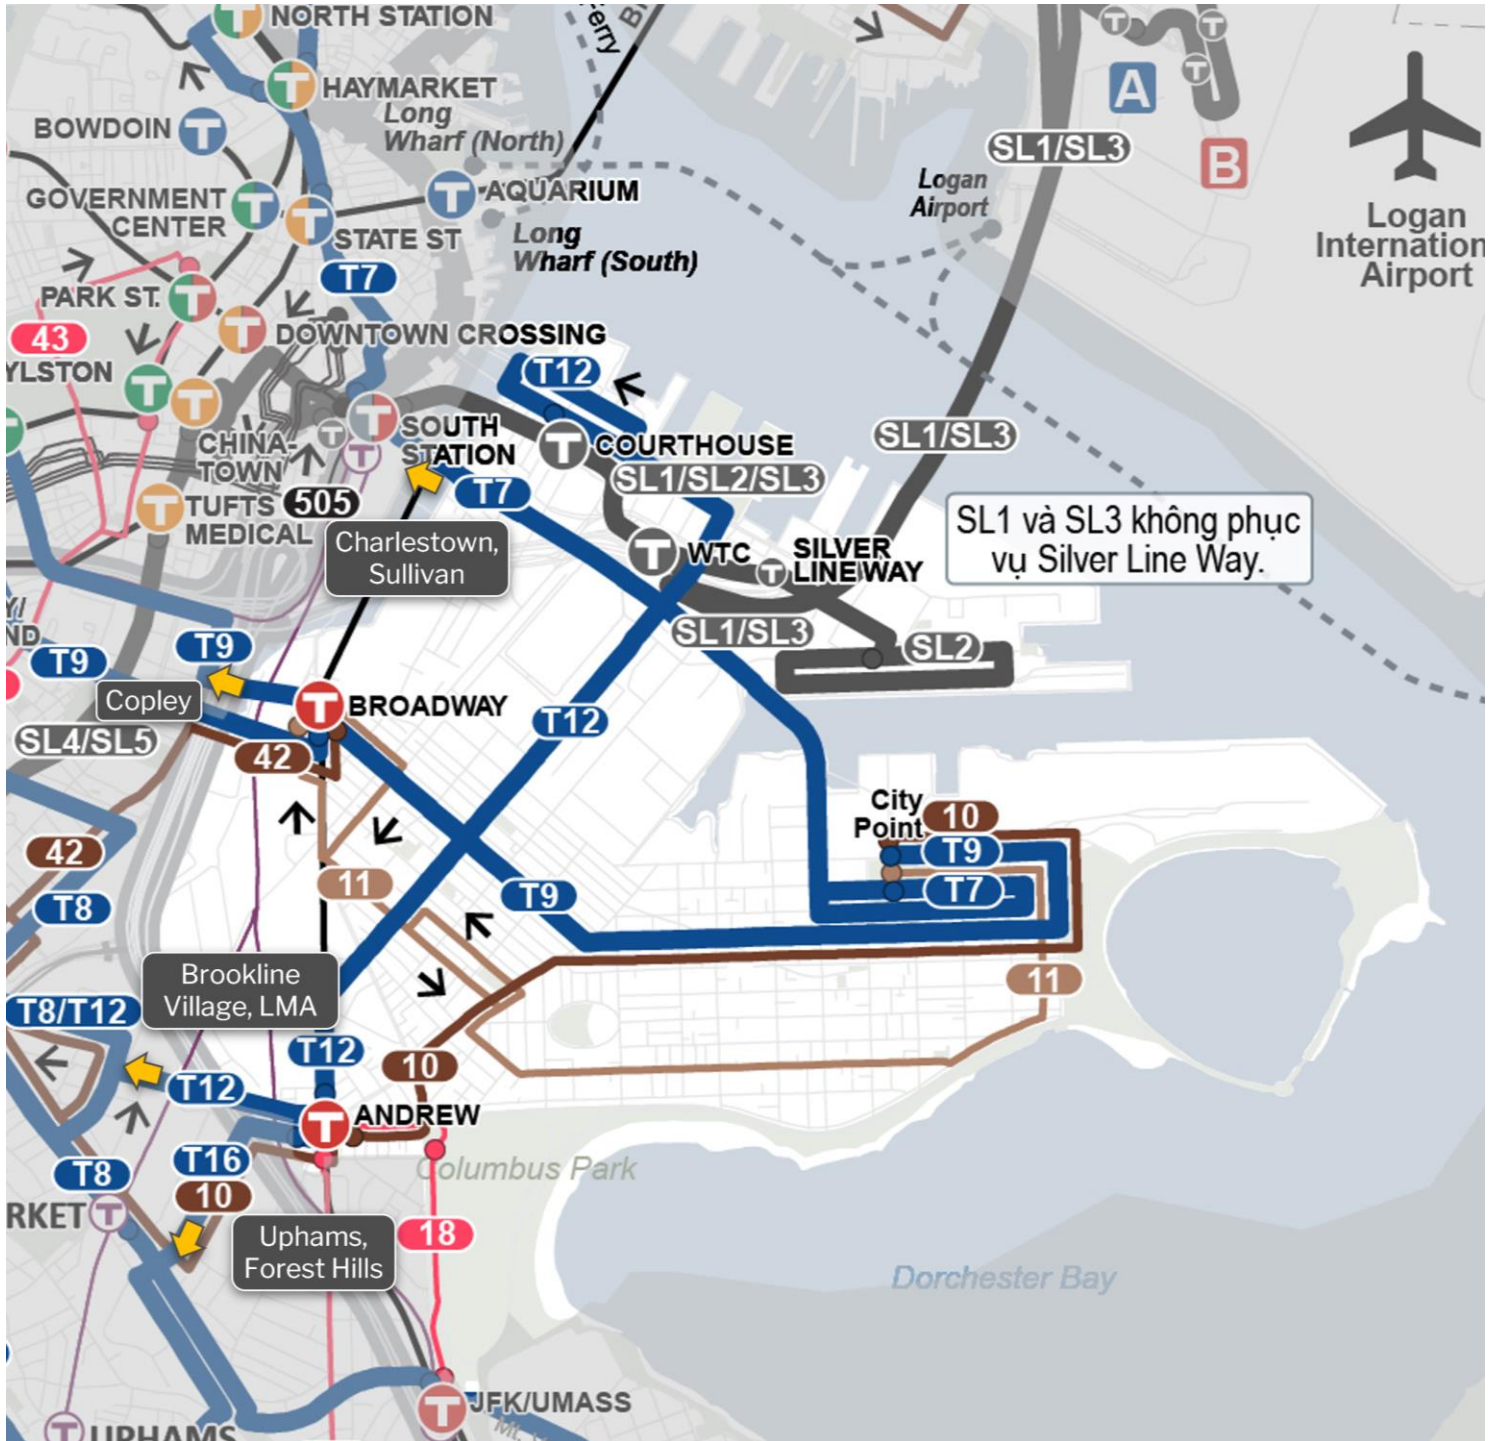 NORTH STATION
HAYMARKET
Long
Wharf (North)
BOWDOIN
GOVERNMENT
CENTER
STATE ST
AQUARIUM
Long
Wharf (South)
T7
PARK ST.
DOWNTOWN CROSSING
43
YLSTON
CHINA-
TOWN
TUFTS
MEDICAL
505
SOUTH
STATION
T7
Charlestown,
Sullivan
T12
COURTHOUSE
SL1/SL2/SL3
WTC
SILVER
LINE WAY
SL1/SL3
SL1/SL3
SL1/SL3
SL2
Ferry
A
B
Logan
Airport
Logan
Internation
Airport
SL1 và SL3 không phục
vụ Silver Line Way.
Y/
ND
T9
T9
Copley
SL4/SL5
BROADWAY
42
42
T8
T12
11
T9
City
Point
10
T9
T7
11
Brookline
Village, LMA
T8/T12
T12
T12
10
ANDREW
T16
10
T8
RKET
Uphams,
Forest Hills
18
Columbus Park
Dorchester Bay
JFK/UMASS
Mt.
UPHAMS